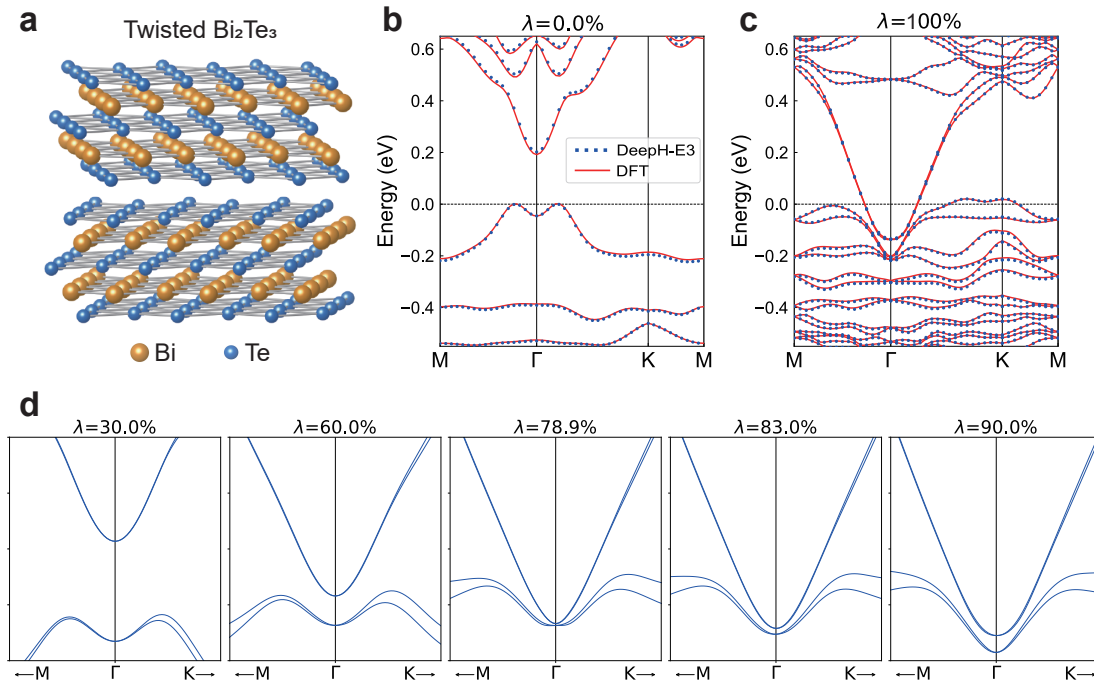 a
Twisted Bi₂Te₃
Bi
Te
b
λ=0.0%
Energy (eV)
0.6
0.4
0.2
0.0
−0.2
−0.4
DeepH-E3
DFT
M
Γ
K
M
c
λ=100%
Energy (eV)
0.6
0.4
0.2
0.0
−0.2
−0.4
M
Γ
K
M
d
λ=30.0%
←M
Γ
K→
λ=60.0%
←M
Γ
K→
λ=78.9%
←M
Γ
K→
λ=83.0%
←M
Γ
K→
λ=90.0%
←M
Γ
K→